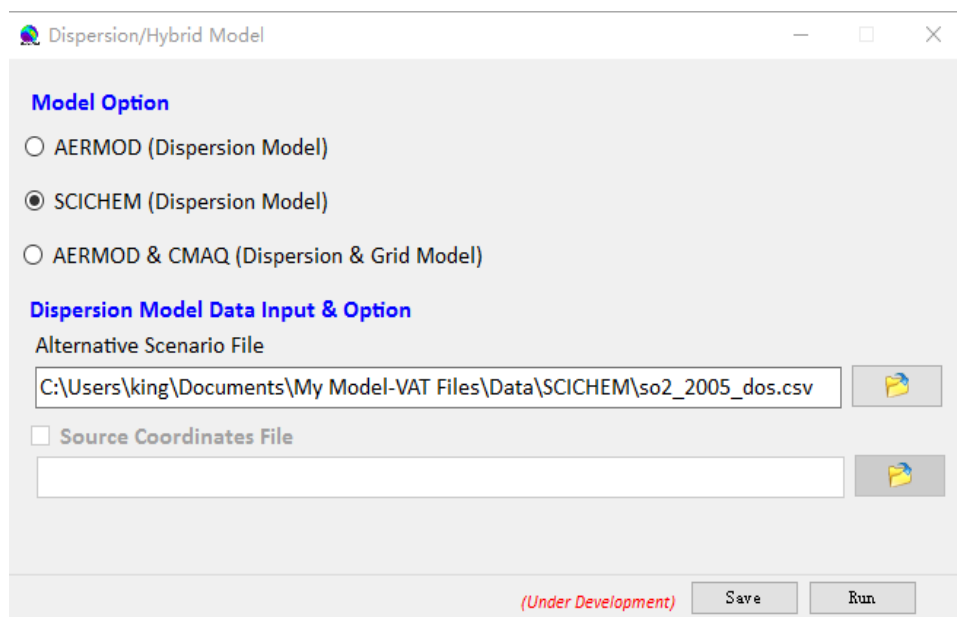 Dispersion/Hybrid Model
Model Option
AERMOD (Dispersion Model)
SCICHEM (Dispersion Model)
AERMOD & CMAQ (Dispersion & Grid Model)
Dispersion Model Data Input & Option
Alternative Scenario File
C:\Users\king\Documents\My Model-VAT Files\Data\SCICHEM\so2_2005_dos.csv
Source Coordinates File
(Under Development) Save Run